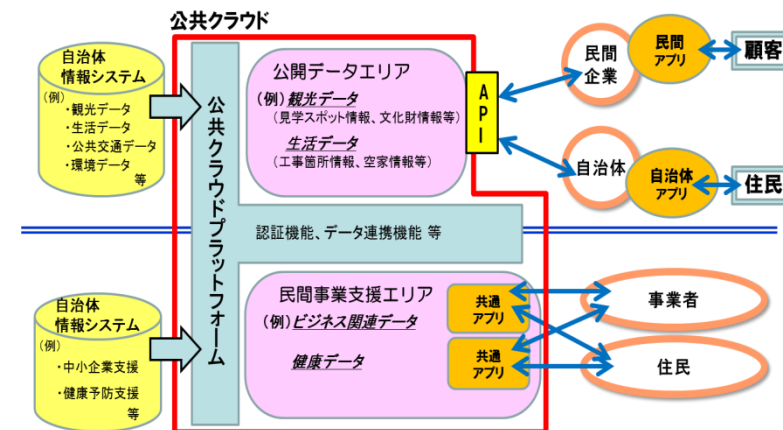 公共クラウド
自治体
情報システム
(例)
・観光データ
・生活データ
・公共交通データ
・環境データ
等
公共クラウドプラットフォーム
公開データエリア
(例)観光データ
(見学スポット情報、文化財情報等)
生活データ
(工事箇所情報、空家情報等)
API
民間
企業
民間
アプリ
顧客
自治体
自治体
アプリ
住民
認証機能、データ連携機能 等
自治体
情報システム
(例)
・中小企業支援
・健康予防支援
等
民間事業支援エリア
(例)ビジネス関連データ
健康データ
共通
アプリ
共通
アプリ
事業者
住民